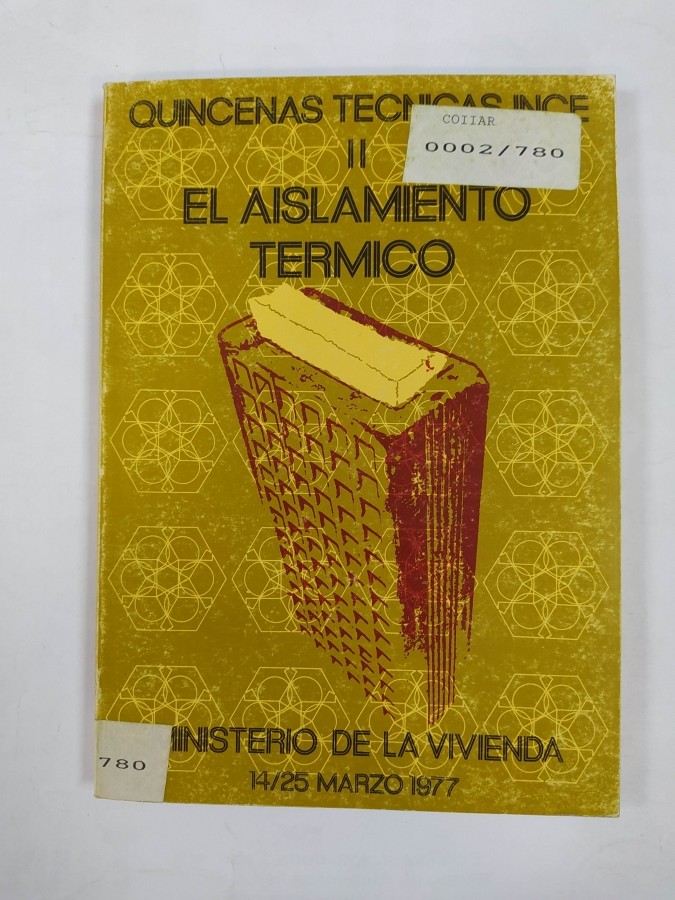 QUINCENAS TECNICAS INCE
COIIAR
0002/780
II
EL AISLAMIENTO
TERMICO
MINISTERIO DE LA VIVIENDA
780
14/25 MARZO 1977